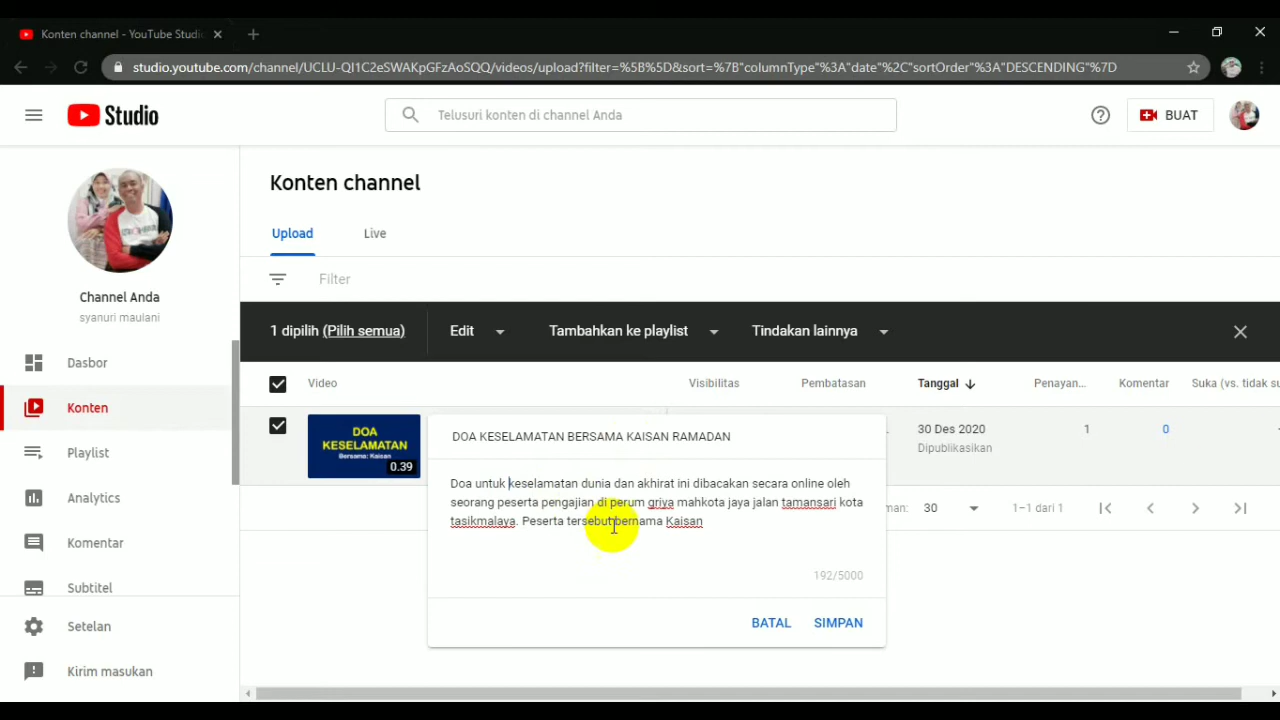 Konten channel - YouTube Studi
studio.youtube.com/channel/UCLU-QI1C2eSWAKpGFzAoSQQ/videos/upload?filter=%5B%5D&sort=%7B"columnType"%3A"date"%2C"sortOrder"%3A"DESCENDING"%7D
Studio
Telusuri konten di channel Anda
BUAT
Konten channel
Upload
Live
Filter
Channel Anda
syanuri maulani
1 dipilih (Pilih semua)
Edit
Tambahkan ke playlist
Tindakan lainnya
Dasbor
Konten
Playlist
Analytics
Komentar
Subtitel
Setelan
Kirim masukan
Video
Visibilitas
Pembatasan
Tanggal
Penayan...
Komentar
Suka (vs. tidak su
DOA
KESELAMATAN
Bersama: Kaisan
0.39
DOA KESELAMATAN BERSAMA KAISAN RAMADAN
30 Des 2020
Dipublikasikan
1
0
Doa untuk keselamatan dunia dan akhirat ini dibacakan secara online oleh
seorang peserta pengajian di perum griya mahkota jaya jalan tamansari kota
tasikmalaya. Peserta tersebut bernama Kaisan
192/5000
BATAL
SIMPAN
man:
30
1–1 dari 1